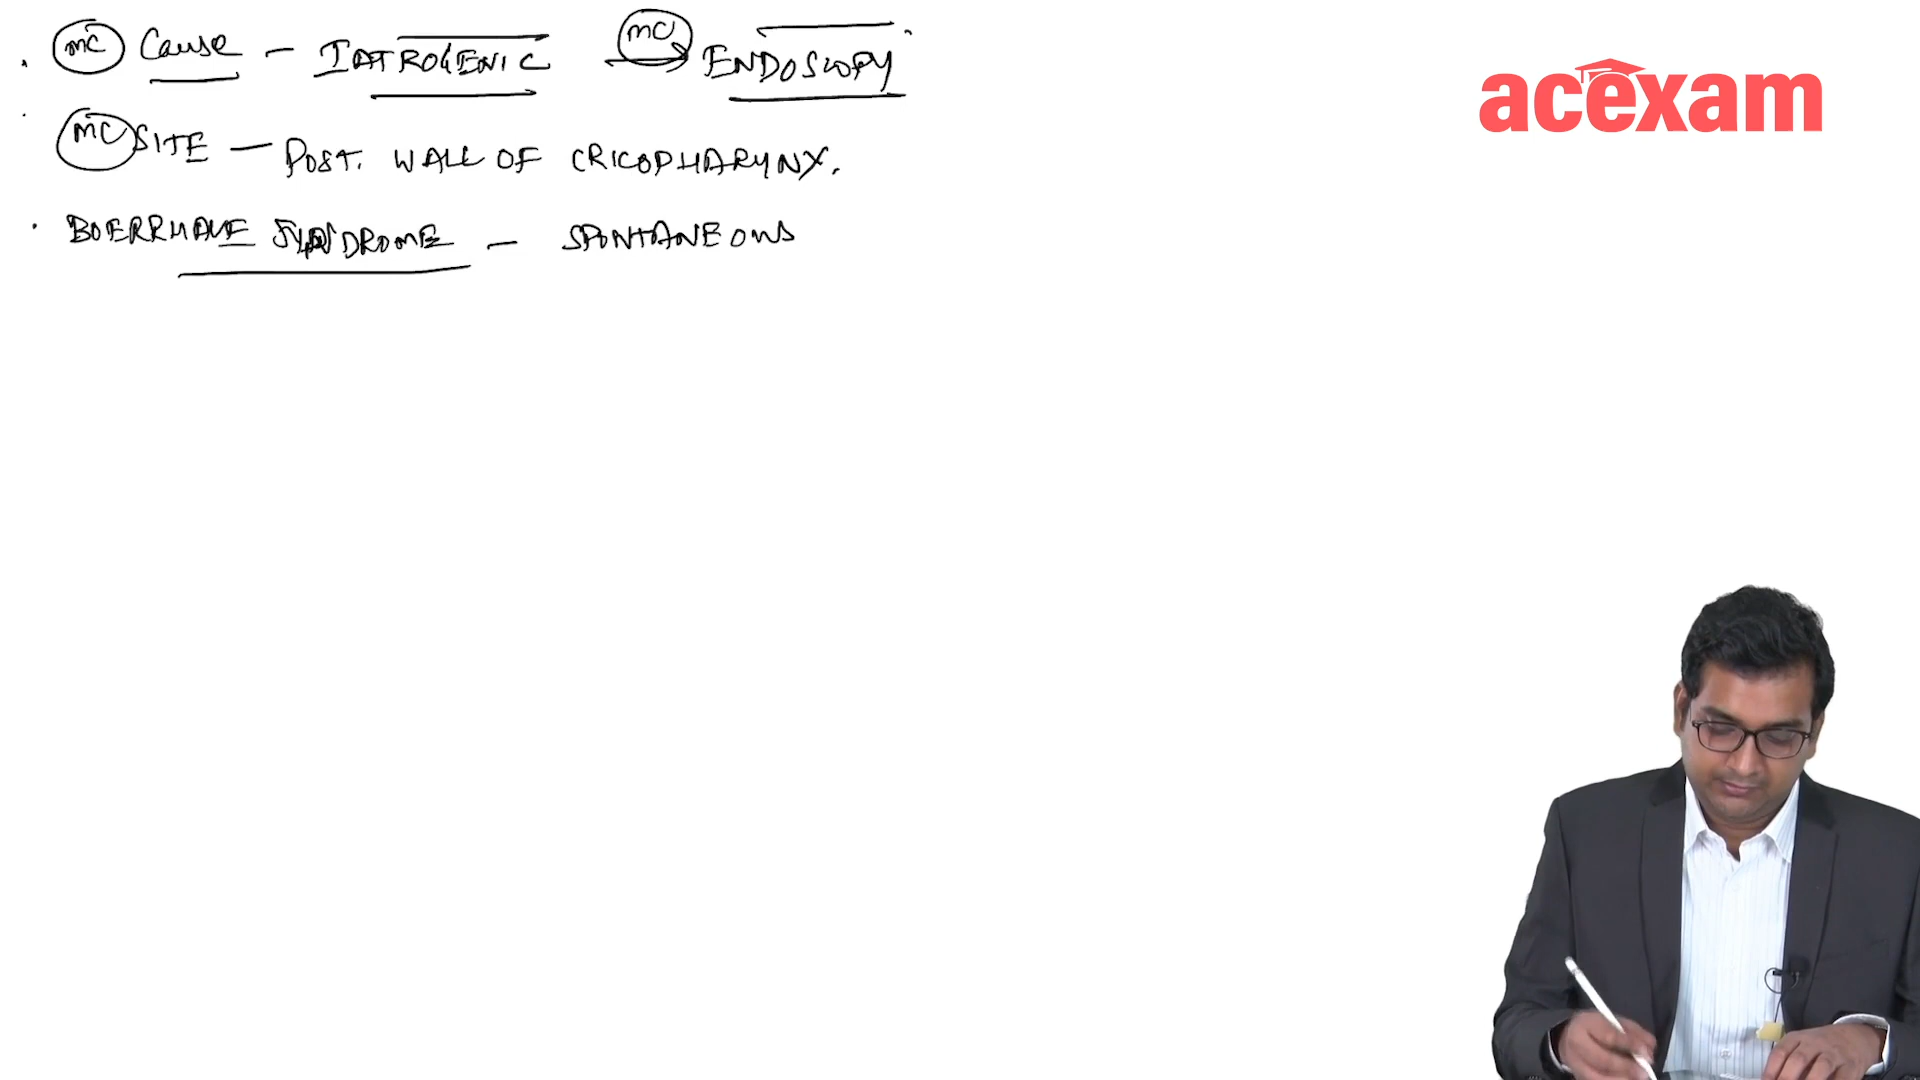 . MC Cause - IATROGENIC MC → ENDOSCOPY
. MC SITE - POST. WALL OF CRICOPHARYNX.
. BOERRHAVE SYNDROME - SPONTANEOUS
acexam